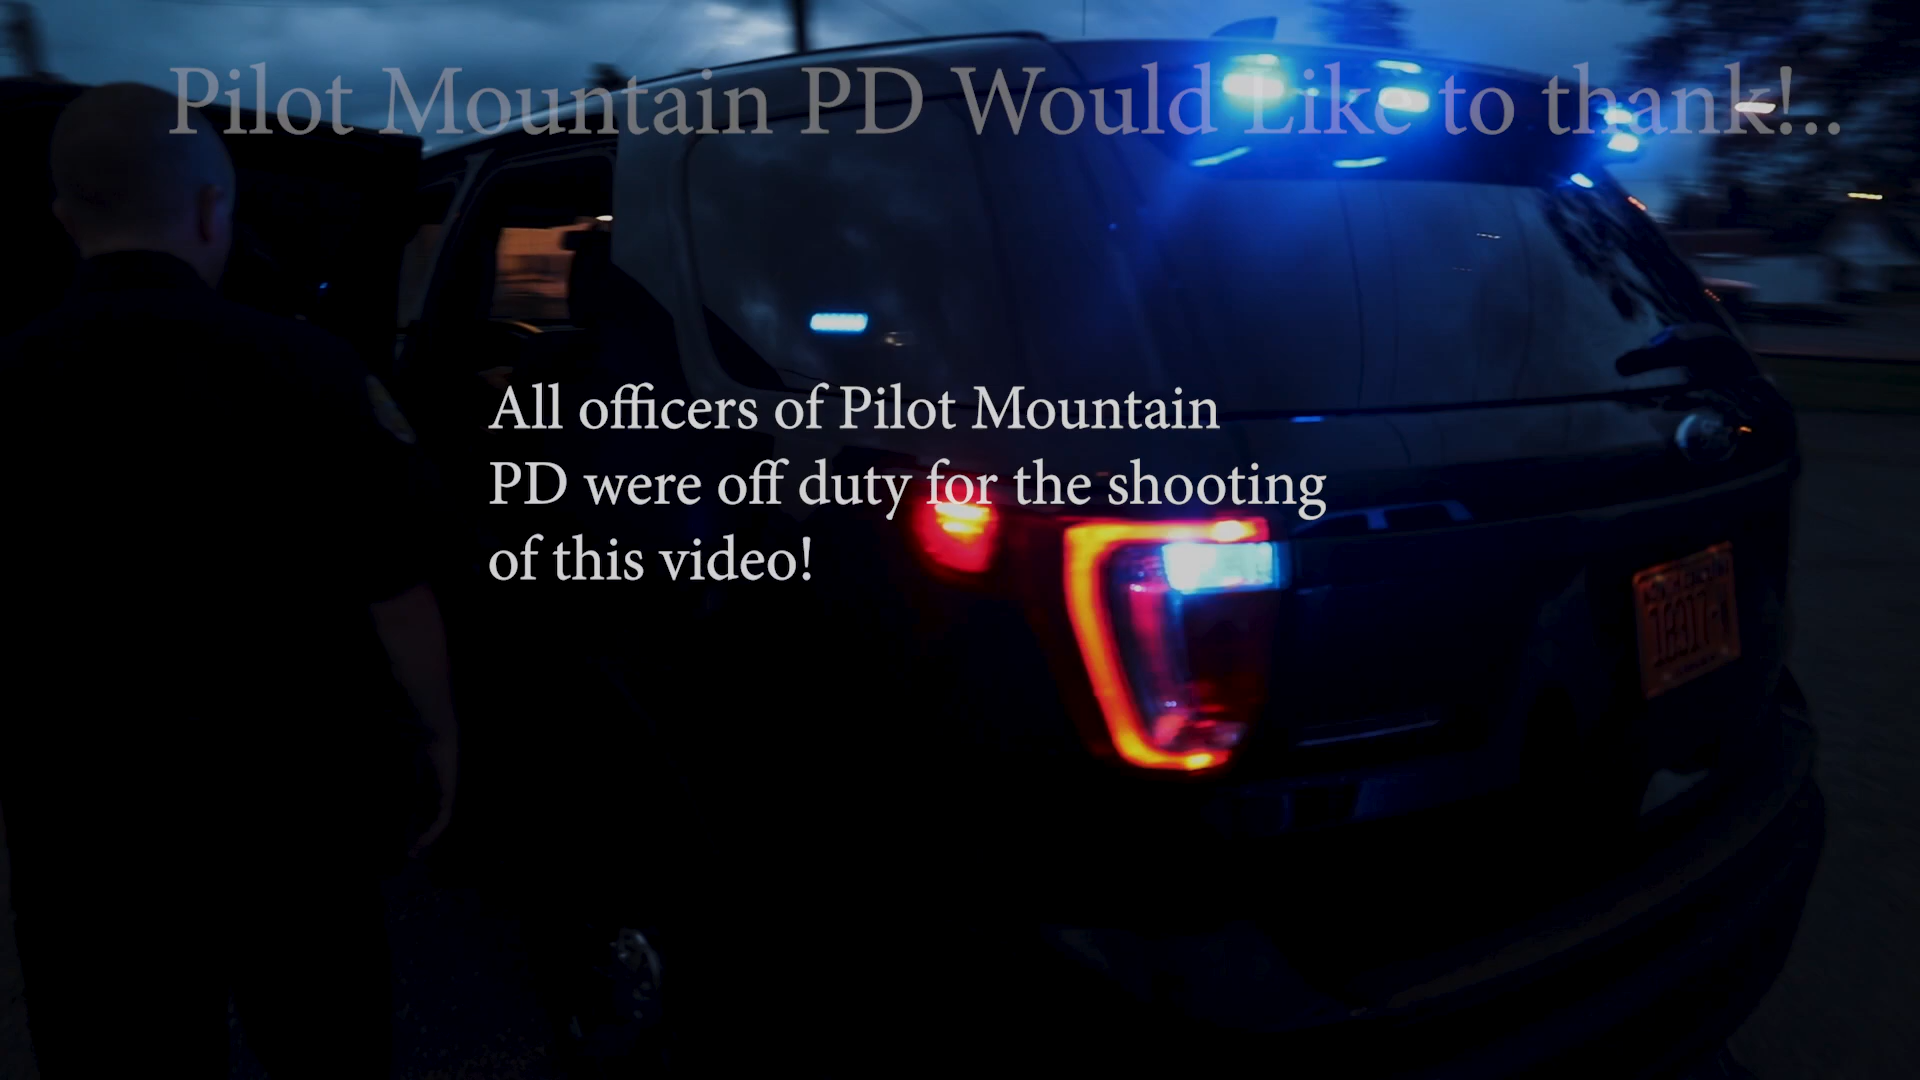 Pilot Mountain PD Would Like to thank!..
All officers of Pilot Mountain
PD were off duty for the shooting
of this video!